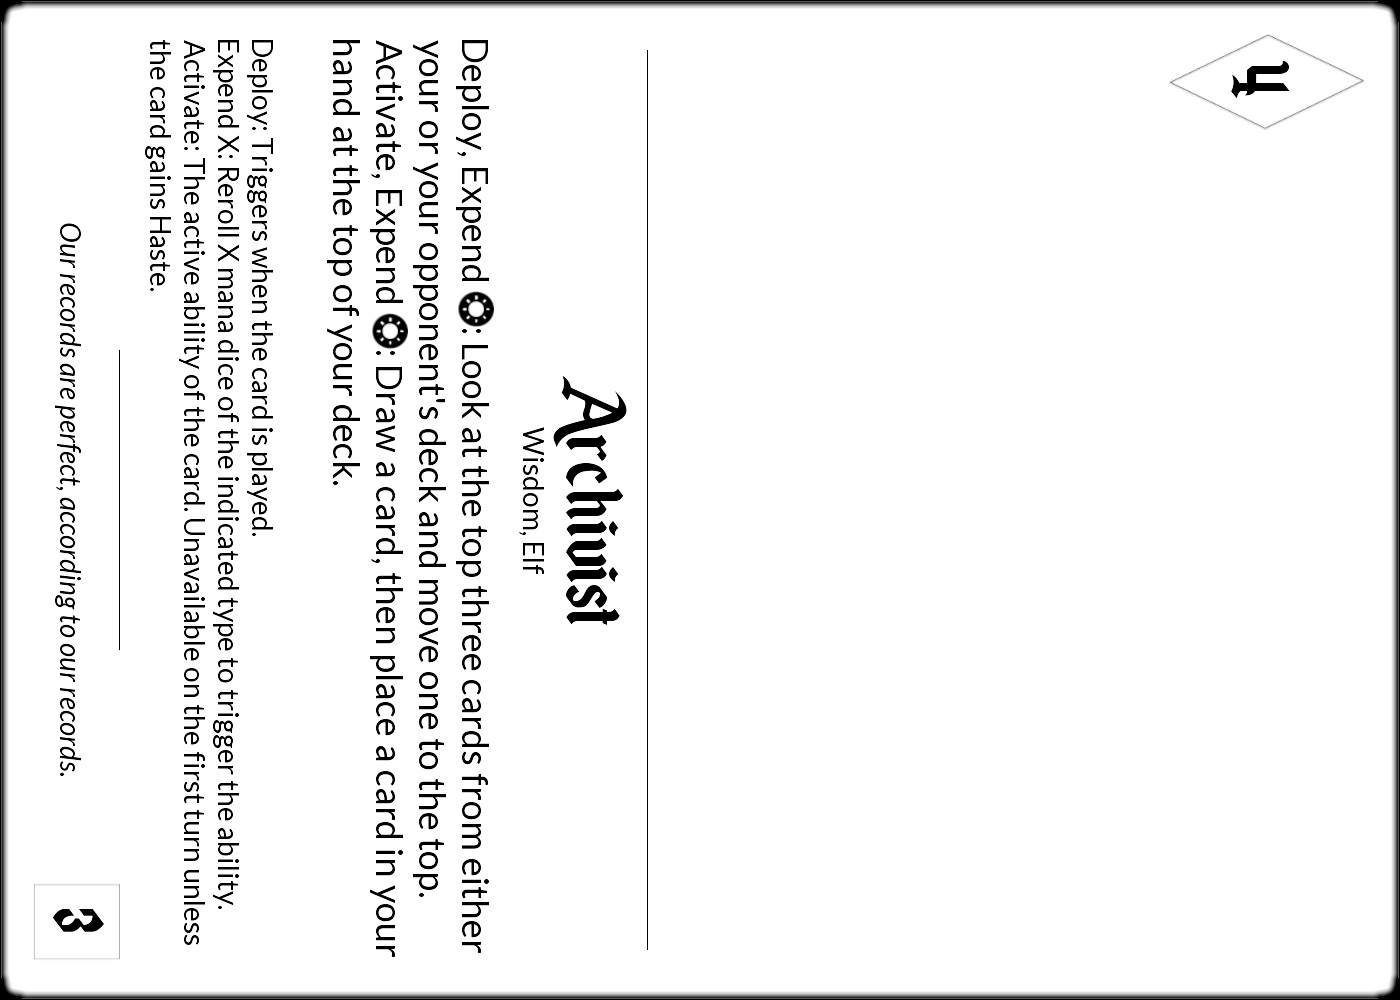 4
Archivist
Wisdom, Elf
Deploy, Expend : Look at the top three cards from either
your or your opponent's deck and move one to the top.
Activate, Expend : Draw a card, then place a card in your
hand at the top of your deck.
Deploy: Triggers when the card is played.
Expend X: Reroll X mana dice of the indicated type to trigger the ability.
Activate: The active ability of the card. Unavailable on the first turn unless
the card gains Haste.
Our records are perfect, according to our records.
3